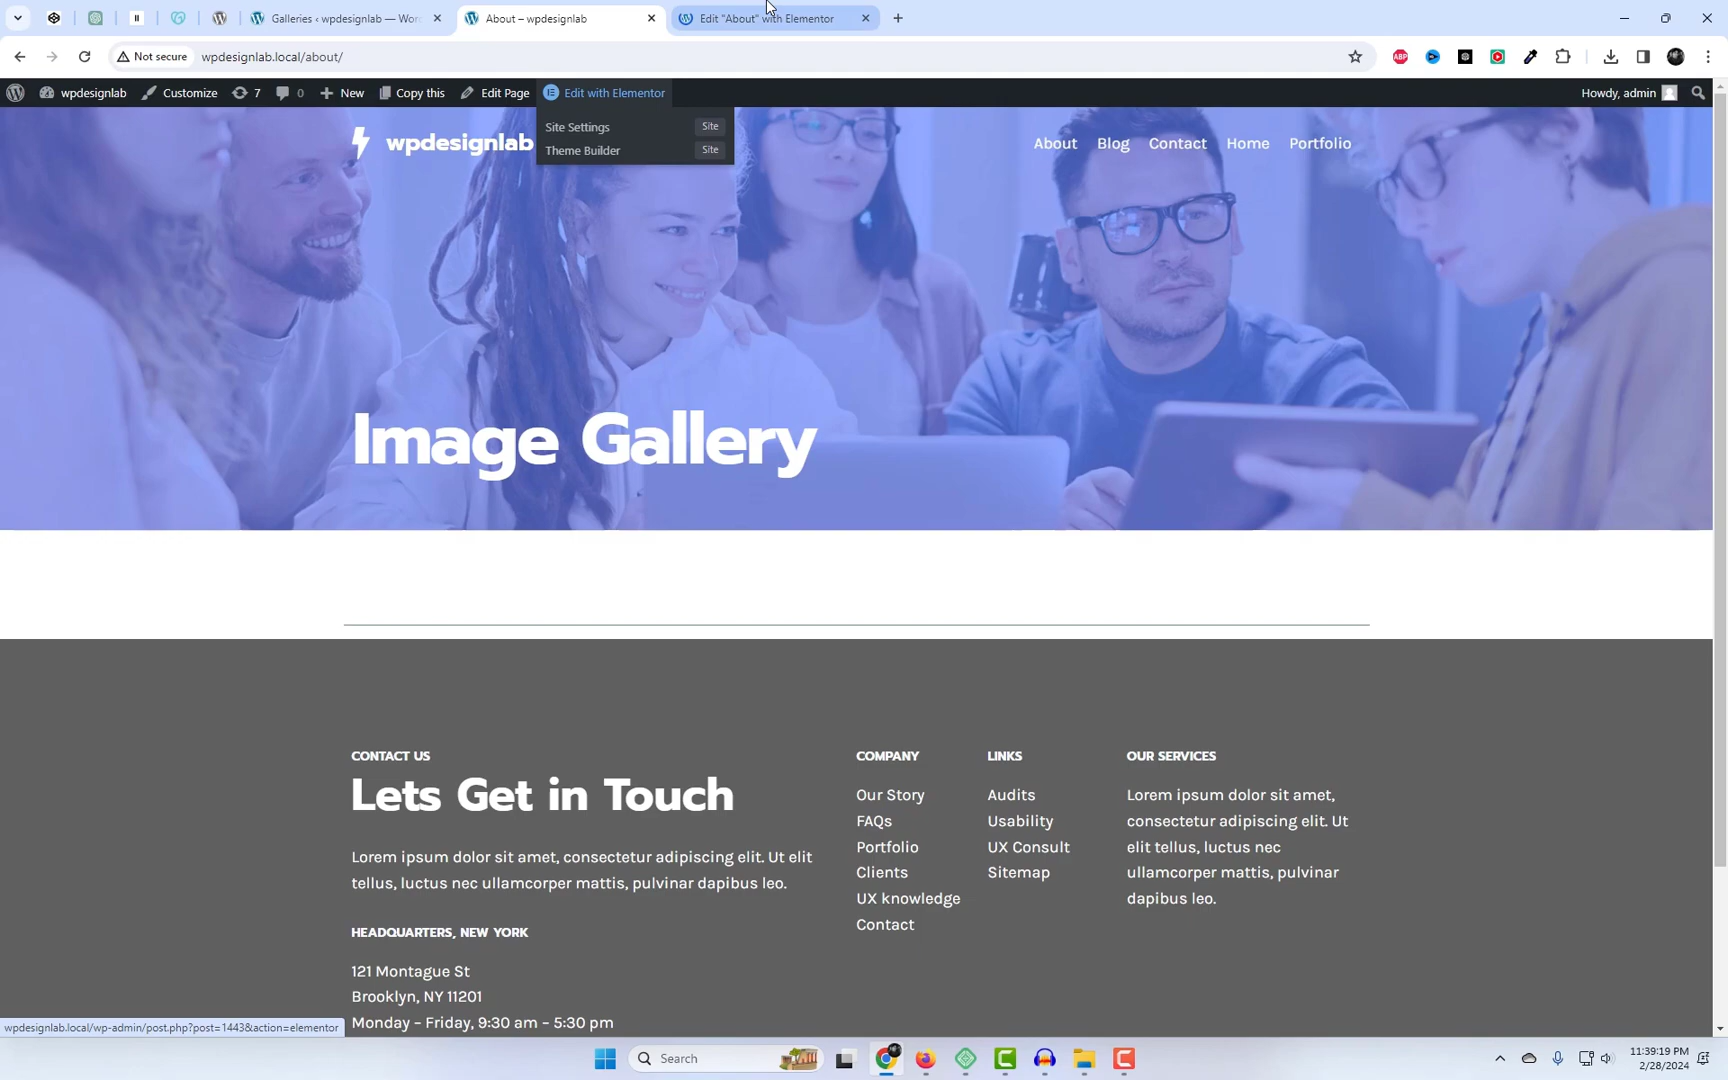 Galleries ‹ wpdesignlab — Wor
About – wpdesignlab
Edit "About" with Elementor
Not secure
wpdesignlab.local/about/
ABP
wpdesignlab
Customize
7
0
New
Copy this
Edit Page
Edit with Elementor
Howdy, admin
Site Settings
Site
Theme Builder
Site
wpdesignlab
About
Blog
Contact
Home
Portfolio
Image Gallery
CONTACT US
Lets Get in Touch
Lorem ipsum dolor sit amet, consectetur adipiscing elit. Ut elit
tellus, luctus nec ullamcorper mattis, pulvinar dapibus leo.
HEADQUARTERS, NEW YORK
121 Montague St
Brooklyn, NY 11201
Monday – Friday, 9:30 am – 5:30 pm
COMPANY
Our Story
FAQs
Portfolio
Clients
UX knowledge
Contact
LINKS
Audits
Usability
UX Consult
Sitemap
OUR SERVICES
Lorem ipsum dolor sit amet,
consectetur adipiscing elit. Ut
elit tellus, luctus nec
ullamcorper mattis, pulvinar
dapibus leo.
wpdesignlab.local/wp-admin/post.php?post=1443&action=elementor
Search
11:39:19 PM
2/28/2024